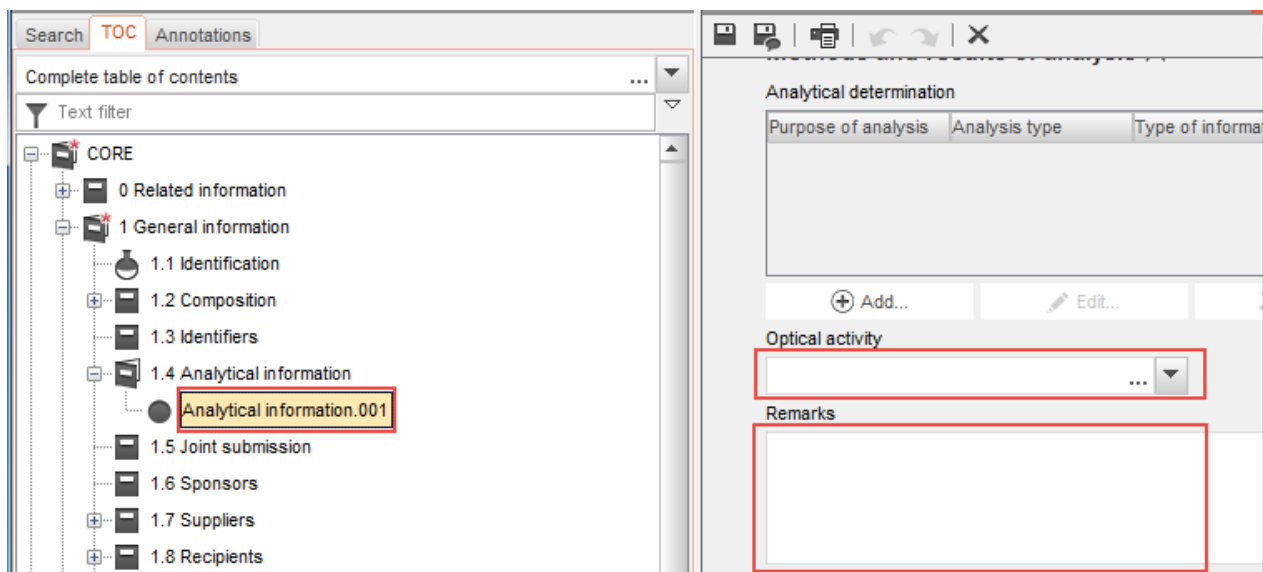 Search TOC Annotations
Complete table of contents ...
Text filter
CORE
0 Related information
1 General information
1.1 Identification
1.2 Composition
1.3 Identifiers
1.4 Analytical information
Analytical information.001
1.5 Joint submission
1.6 Sponsors
1.7 Suppliers
1.8 Recipients
Analytical determination
Purpose of analysis Analysis type Type of informa
Add... Edit...
Optical activity
...
Remarks